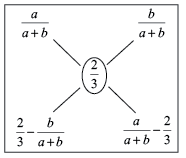 a/(a+b) b/(a+b)
2/3
2/3 − b/(a+b) a/(a+b) − 2/3